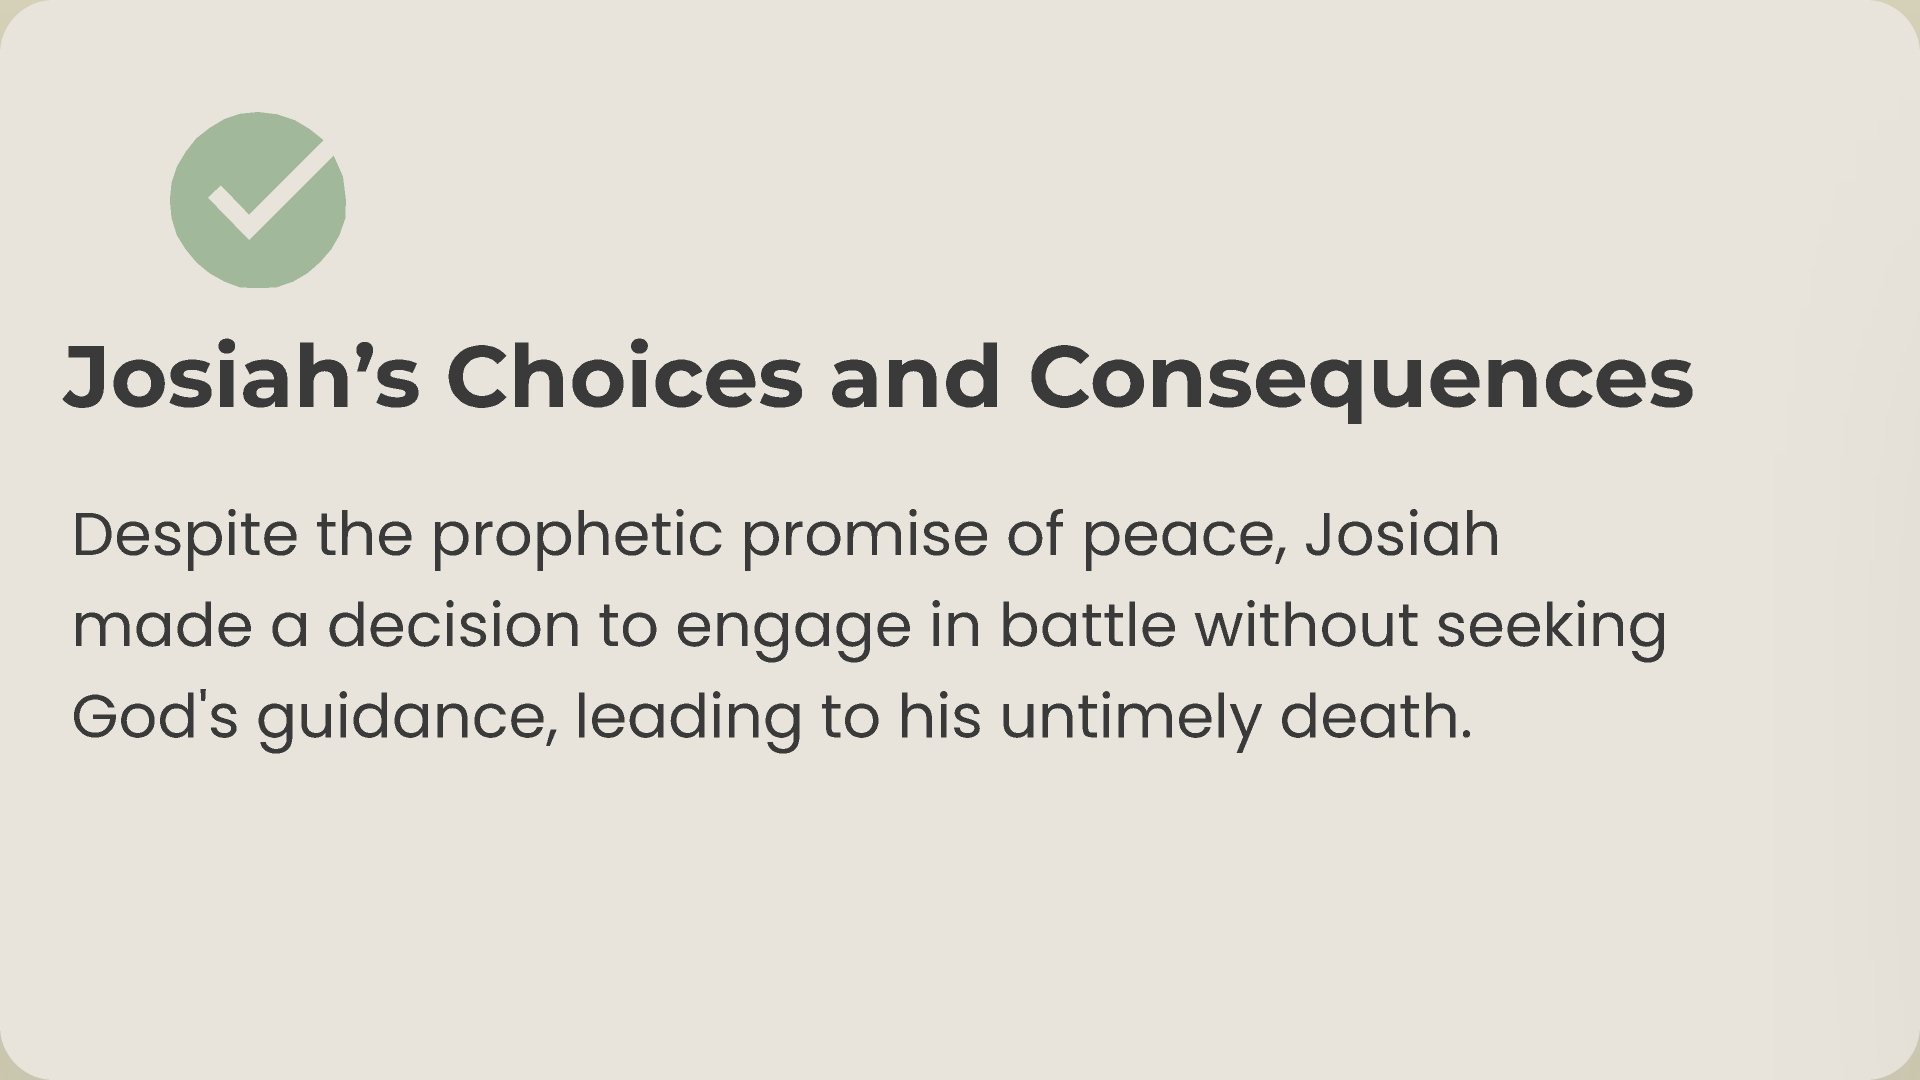 Josiah’s Choices and Consequences
Despite the prophetic promise of peace, Josiah
made a decision to engage in battle without seeking
God's guidance, leading to his untimely death.